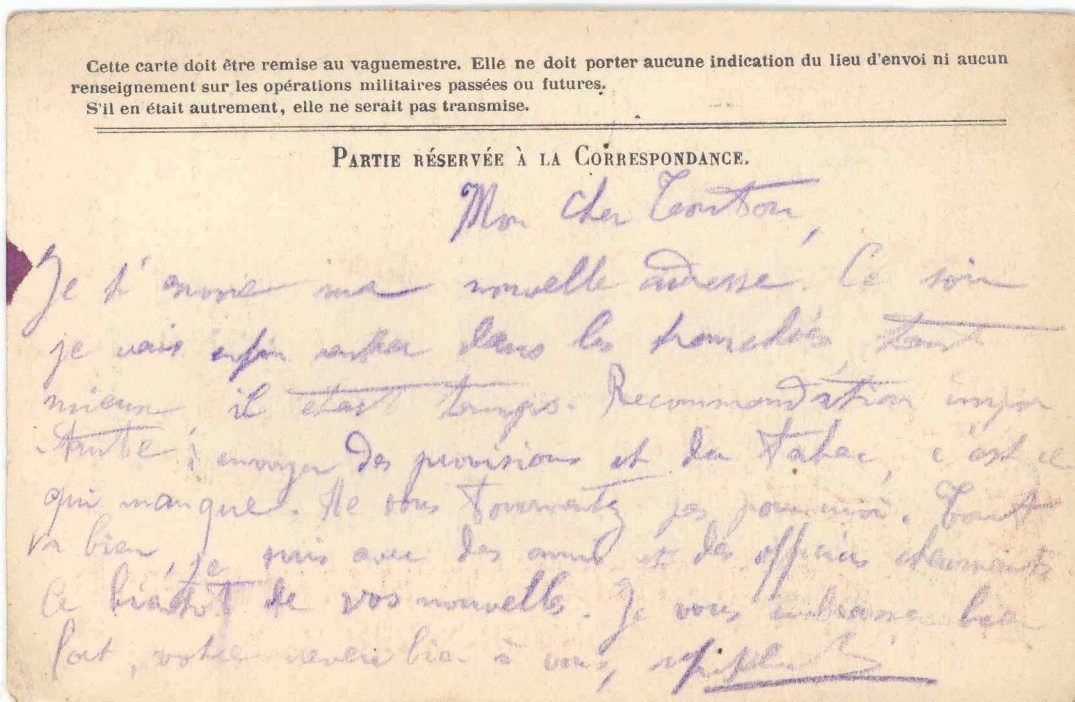 Cette carte doit être remise au vaguemestre. Elle ne doit porter aucune indication du lieu d'envoi ni aucun
renseignement sur les opérations militaires passées ou futures.
S'il en était autrement, elle ne serait pas transmise.
PARTIE RÉSERVÉE À LA CORRESPONDANCE.
Mon cher Tonton,
Je t'envoie ma nouvelle adresse. Ce soir
je vais enfin entrer dans les tranchées, tant
mieux, il était temps. Recommandation impor
tante : envoyer des provisions et du tabac, c'est ce
qui manque. Ne vous tourmentez pas pour moi. Tout
va bien, je suis avec des amis et des officiers charmants
A bientôt de vos nouvelles. Je vous embrasse bien
fort, votre neveu bien à vous,